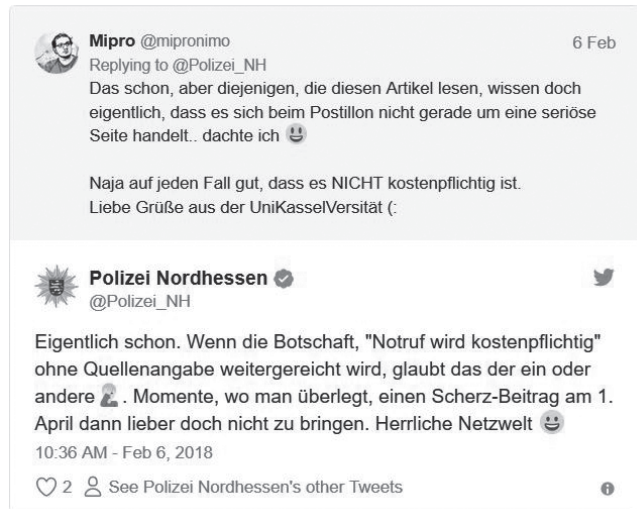 Mipro @mipronimo 6 Feb
Replying to @Polizei_NH
Das schon, aber diejenigen, die diesen Artikel lesen, wissen doch
eigentlich, dass es sich beim Postillon nicht gerade um eine seriöse
Seite handelt.. dachte ich 😃
Naja auf jeden Fall gut, dass es NICHT kostenpflichtig ist.
Liebe Grüße aus der UniKasselVersität (:
Polizei Nordhessen
@Polizei_NH
Eigentlich schon. Wenn die Botschaft, "Notruf wird kostenpflichtig"
ohne Quellenangabe weitergereicht wird, glaubt das der ein oder
andere 🤦. Momente, wo man überlegt, einen Scherz-Beitrag am 1.
April dann lieber doch nicht zu bringen. Herrliche Netzwelt 😀
10:36 AM - Feb 6, 2018
2 See Polizei Nordhessen's other Tweets